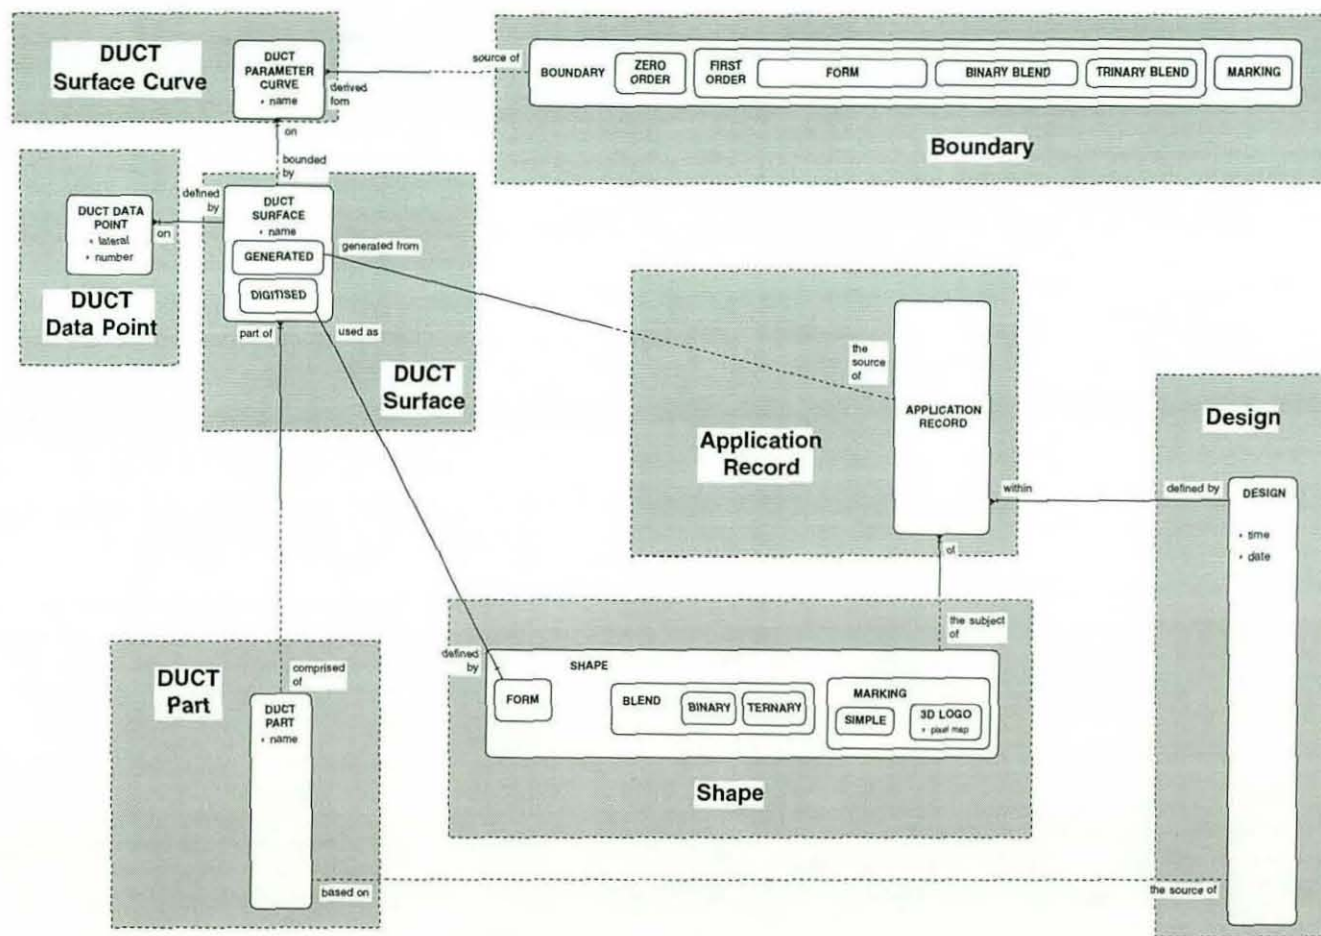 DUCT
Surface Curve
DUCT
PARAMETER
CURVE
• name
derived
fom
source of
BOUNDARY
ZERO
ORDER
FIRST
ORDER
FORM
BINARY BLEND
TRINARY BLEND
MARKING
Boundary
on
bounded
by
defined
by
DUCT DATA
POINT
• lateral
• number
on
DUCT
Data Point
DUCT
SURFACE
• name
GENERATED
DIGITISED
generated from
part of
used as
DUCT
Surface
the
source
of
APPLICATION
RECORD
Application
Record
within
of
Design
defined by
DESIGN
• time
• date
the subject
of
defined
by
SHAPE
FORM
BLEND
BINARY
TERNARY
MARKING
SIMPLE
3D LOGO
• pixel map
Shape
DUCT
Part
comprised
of
DUCT
PART
• name
based on
the source of